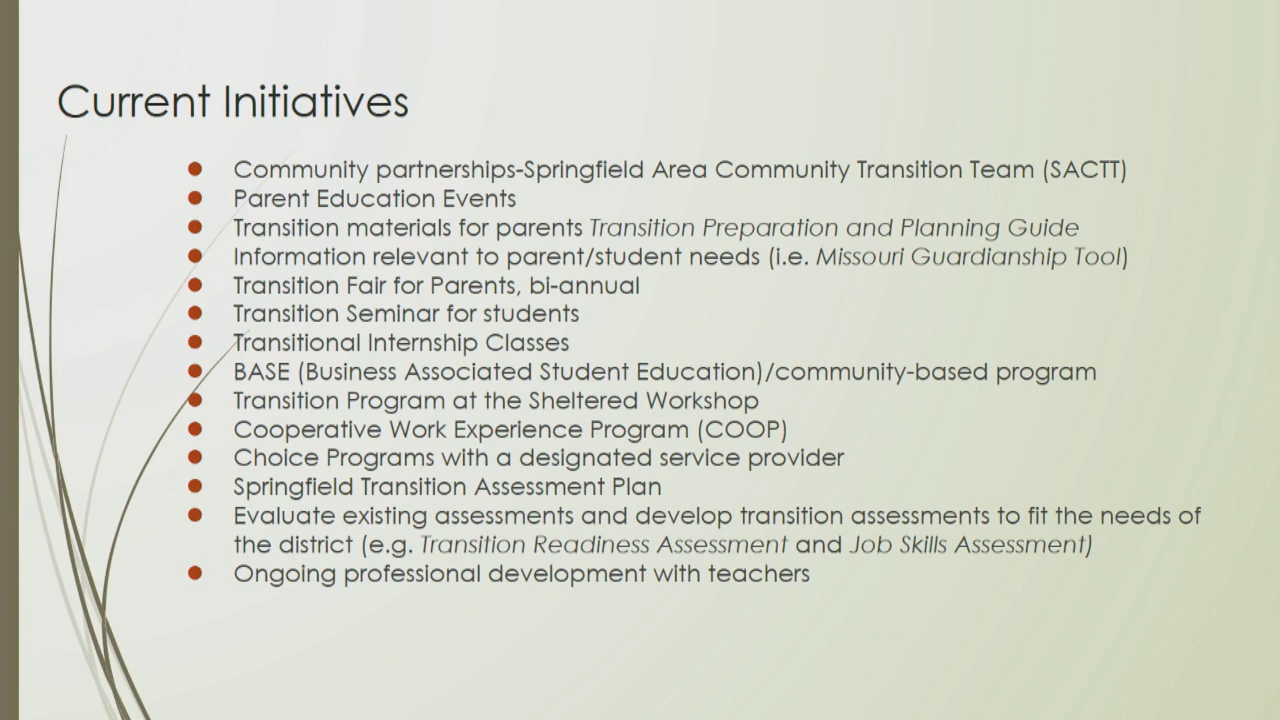 Current Initiatives
Community partnerships-Springfield Area Community Transition Team (SACTT)
Parent Education Events
Transition materials for parents Transition Preparation and Planning Guide
Information relevant to parent/student needs (i.e. Missouri Guardianship Tool)
Transition Fair for Parents, bi-annual
Transition Seminar for students
Transitional Internship Classes
BASE (Business Associated Student Education)/community-based program
Transition Program at the Sheltered Workshop
Cooperative Work Experience Program (COOP)
Choice Programs with a designated service provider
Springfield Transition Assessment Plan
Evaluate existing assessments and develop transition assessments to fit the needs of
the district (e.g. Transition Readiness Assessment and Job Skills Assessment)
Ongoing professional development with teachers